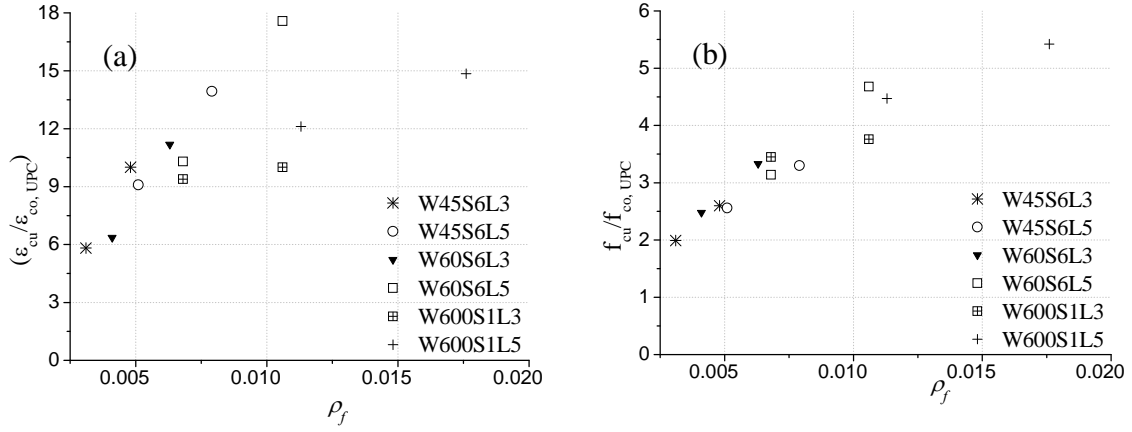 (a)
18
15
12
9
6
3
0
(ε_cu/ε_co, UPC)
0.005 0.010 0.015 0.020
ρ_f
W45S6L3
W45S6L5
W60S6L3
W60S6L5
W600S1L3
W600S1L5
(b)
6
5
4
3
2
1
0
f_cu/f_co, UPC
0.005 0.010 0.015 0.020
ρ_f
W45S6L3
W45S6L5
W60S6L3
W60S6L5
W600S1L3
W600S1L5